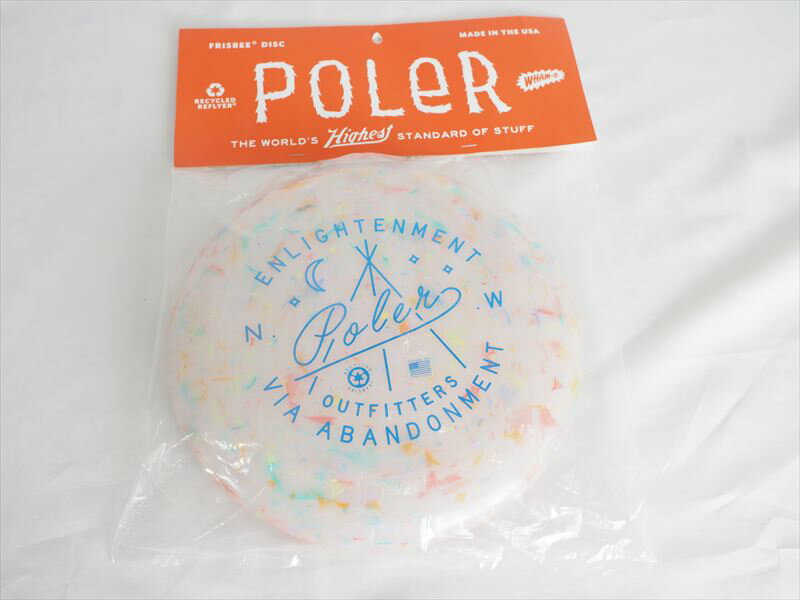 FRISBEE® DISC
MADE IN THE USA
POLER
RECYCLED
REFLYER®
WHAM-O
THE WORLD'S Highest STANDARD OF STUFF
ENLIGHTENMENT
Poler
N. .W
OUTFITTERS
VIA ABANDONMENT